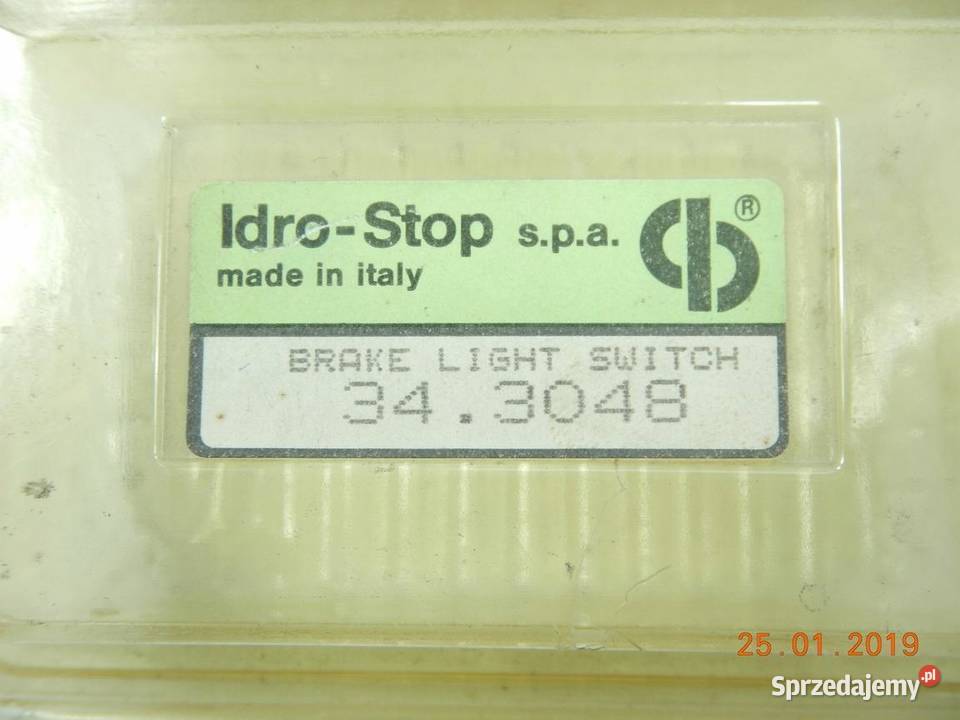 Idro-Stop s.p.a. ®
made in italy
BRAKE LIGHT SWITCH
34.3048
25.01.2019
Sprzedajemy.pl